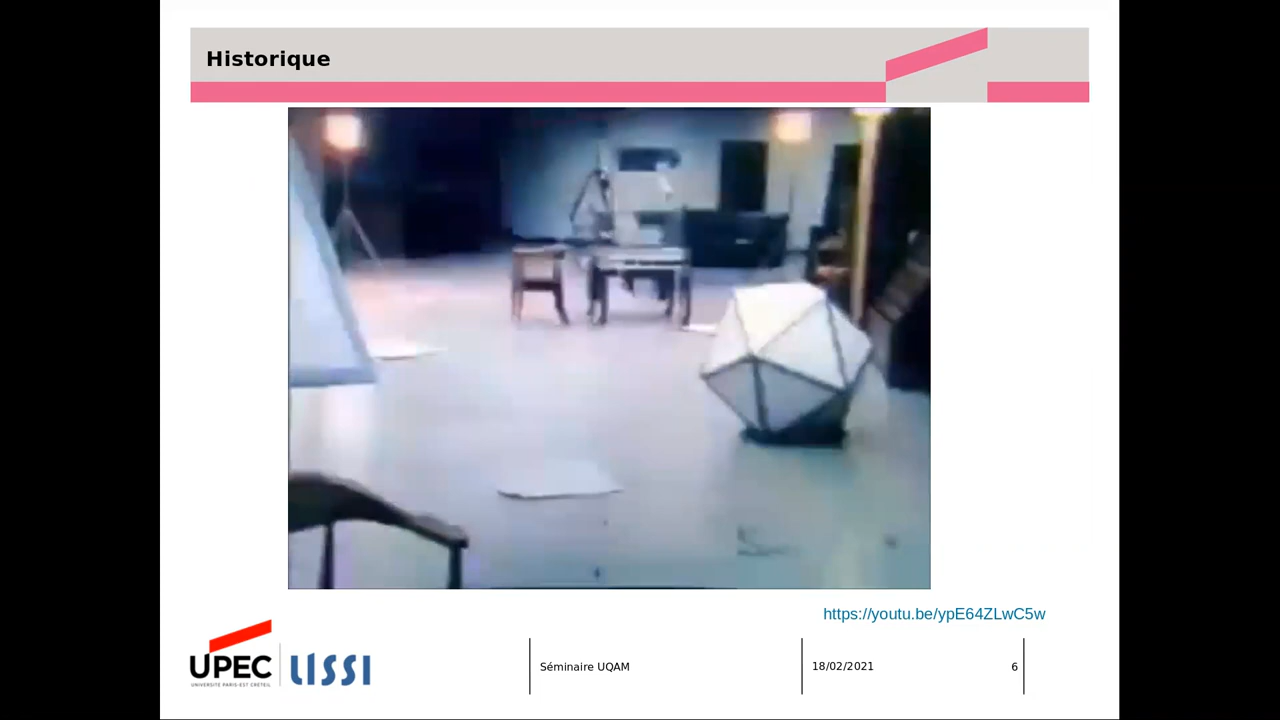 Historique
https://youtu.be/ypE64ZLwC5w
UPEC
UNIVERSITÉ PARIS-EST CRÉTEIL
LISSI
Séminaire UQAM
18/02/2021
6